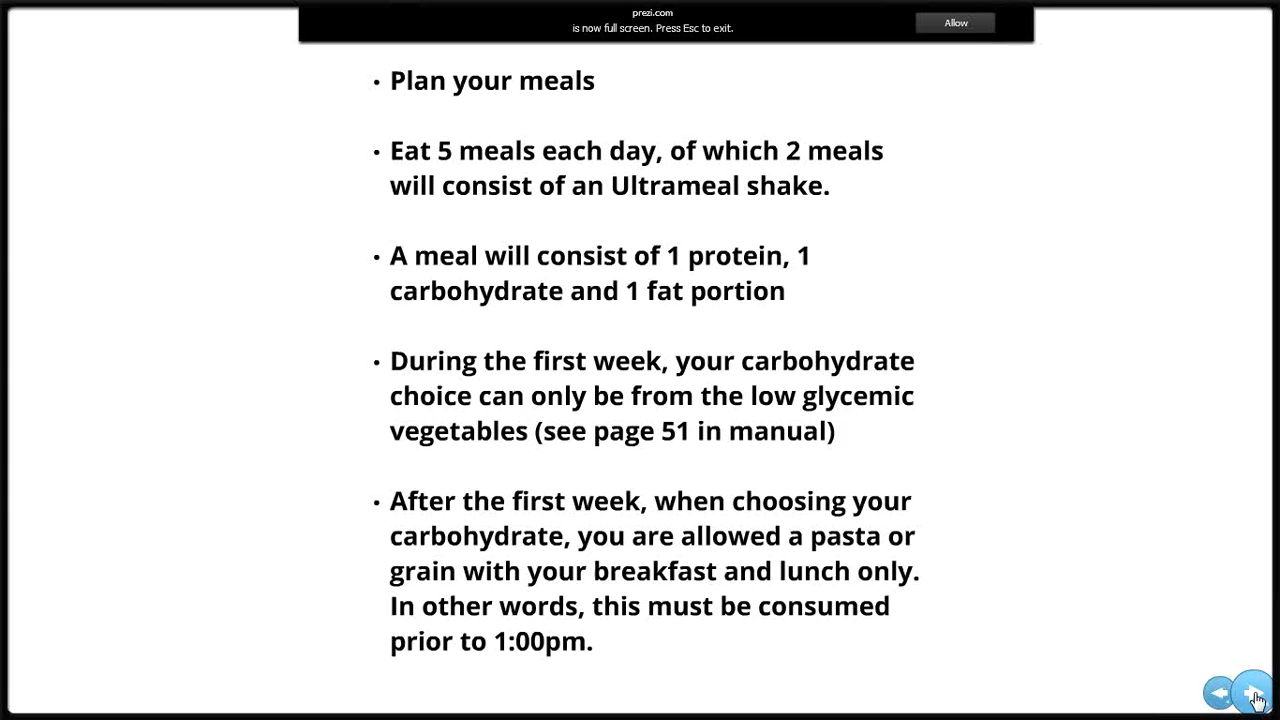 prezi.com
is now full screen. Press Esc to exit.
Allow
• Plan your meals
• Eat 5 meals each day, of which 2 meals
will consist of an Ultrameal shake.
• A meal will consist of 1 protein, 1
carbohydrate and 1 fat portion
• During the first week, your carbohydrate
choice can only be from the low glycemic
vegetables (see page 51 in manual)
• After the first week, when choosing your
carbohydrate, you are allowed a pasta or
grain with your breakfast and lunch only.
In other words, this must be consumed
prior to 1:00pm.